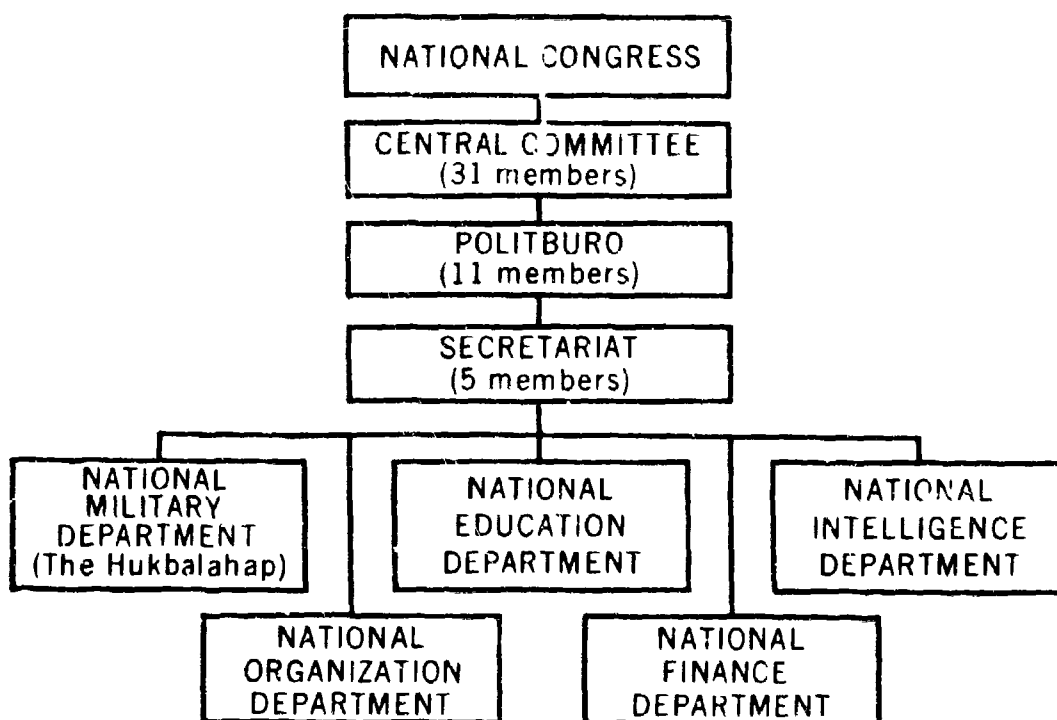 NATIONAL CONGRESS
CENTRAL COMMITTEE
(31 members)
POLITBURO
(11 members)
SECRETARIAT
(5 members)
NATIONAL
MILITARY
DEPARTMENT
(The Hukbalahap)
NATIONAL
EDUCATION
DEPARTMENT
NATIONAL
INTELLIGENCE
DEPARTMENT
NATIONAL
ORGANIZATION
DEPARTMENT
NATIONAL
FINANCE
DEPARTMENT